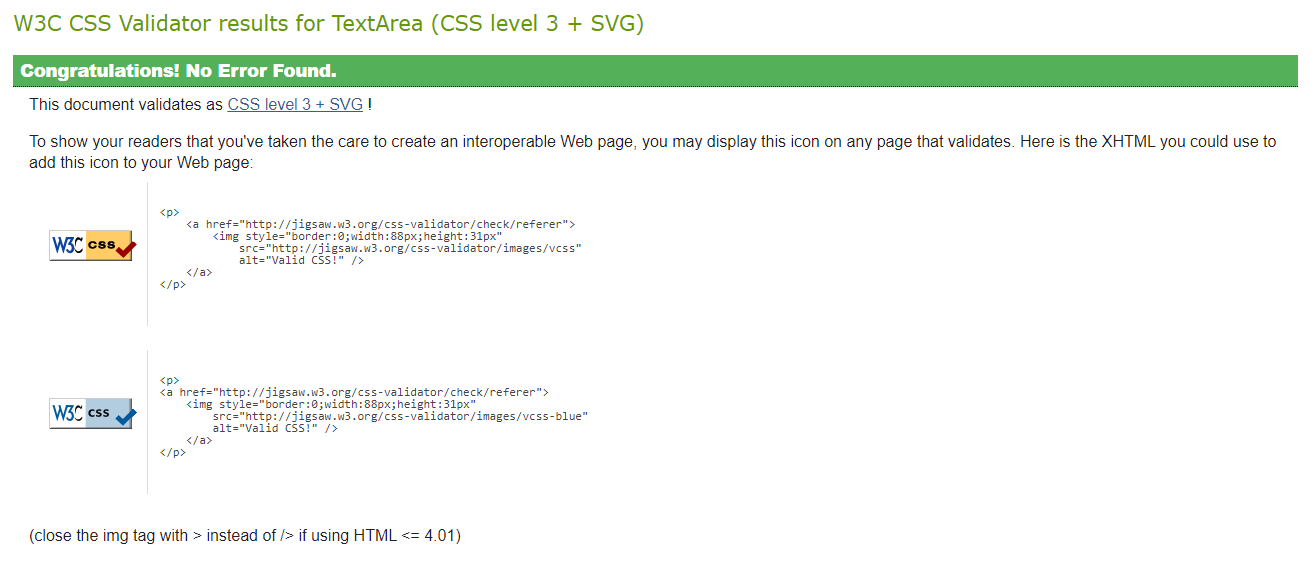 W3C CSS Validator results for TextArea (CSS level 3 + SVG)
Congratulations! No Error Found.
This document validates as CSS level 3 + SVG !
To show your readers that you've taken the care to create an interoperable Web page, you may display this icon on any page that validates. Here is the XHTML you could use to
add this icon to your Web page:
W3C css
<p>
    <a href="http://jigsaw.w3.org/css-validator/check/referer">
        <img style="border:0;width:88px;height:31px"
            src="http://jigsaw.w3.org/css-validator/images/vcss"
            alt="Valid CSS!" />
    </a>
</p>
W3C css
<p>
<a href="http://jigsaw.w3.org/css-validator/check/referer">
    <img style="border:0;width:88px;height:31px"
        src="http://jigsaw.w3.org/css-validator/images/vcss-blue"
        alt="Valid CSS!" />
    </a>
</p>
(close the img tag with > instead of /> if using HTML <= 4.01)